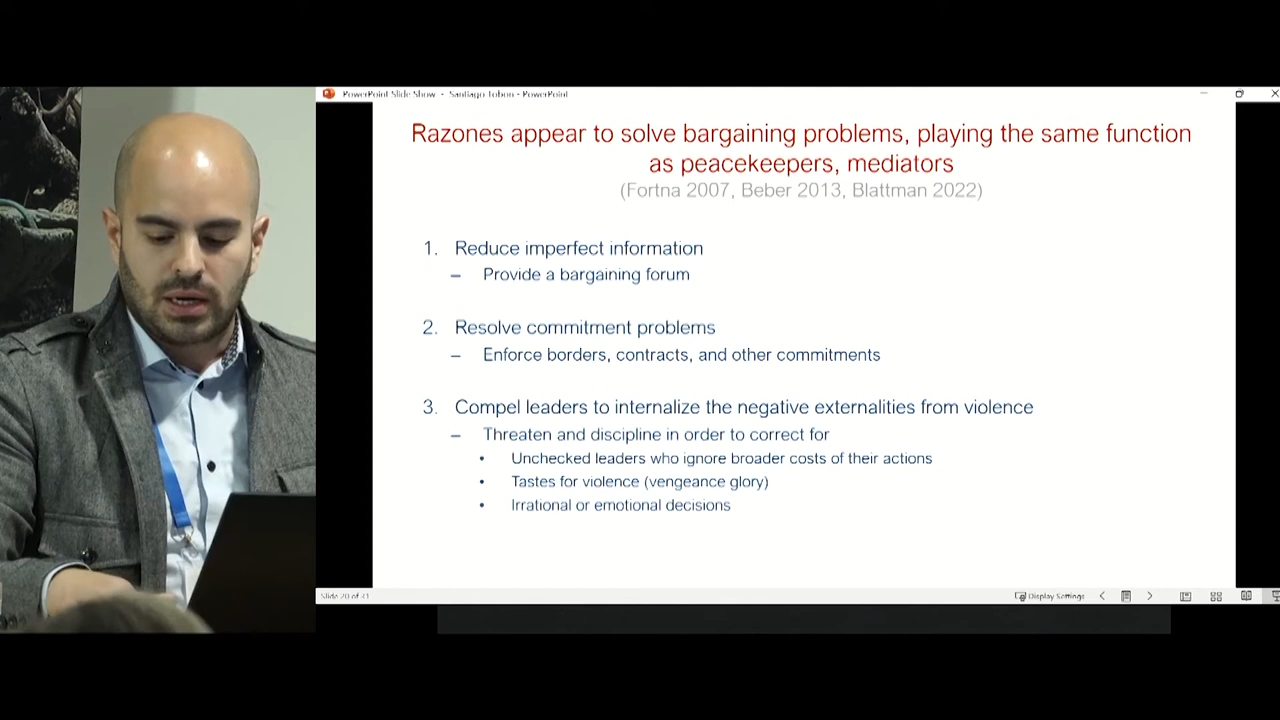 PowerPoint Slide Show - Santiago Tobon - PowerPoint
Razones appear to solve bargaining problems, playing the same function
as peacekeepers, mediators
(Fortna 2007, Beber 2013, Blattman 2022)
1. Reduce imperfect information
– Provide a bargaining forum
2. Resolve commitment problems
– Enforce borders, contracts, and other commitments
3. Compel leaders to internalize the negative externalities from violence
– Threaten and discipline in order to correct for
• Unchecked leaders who ignore broader costs of their actions
• Tastes for violence (vengeance glory)
• Irrational or emotional decisions
Slide 20 of Display Settings